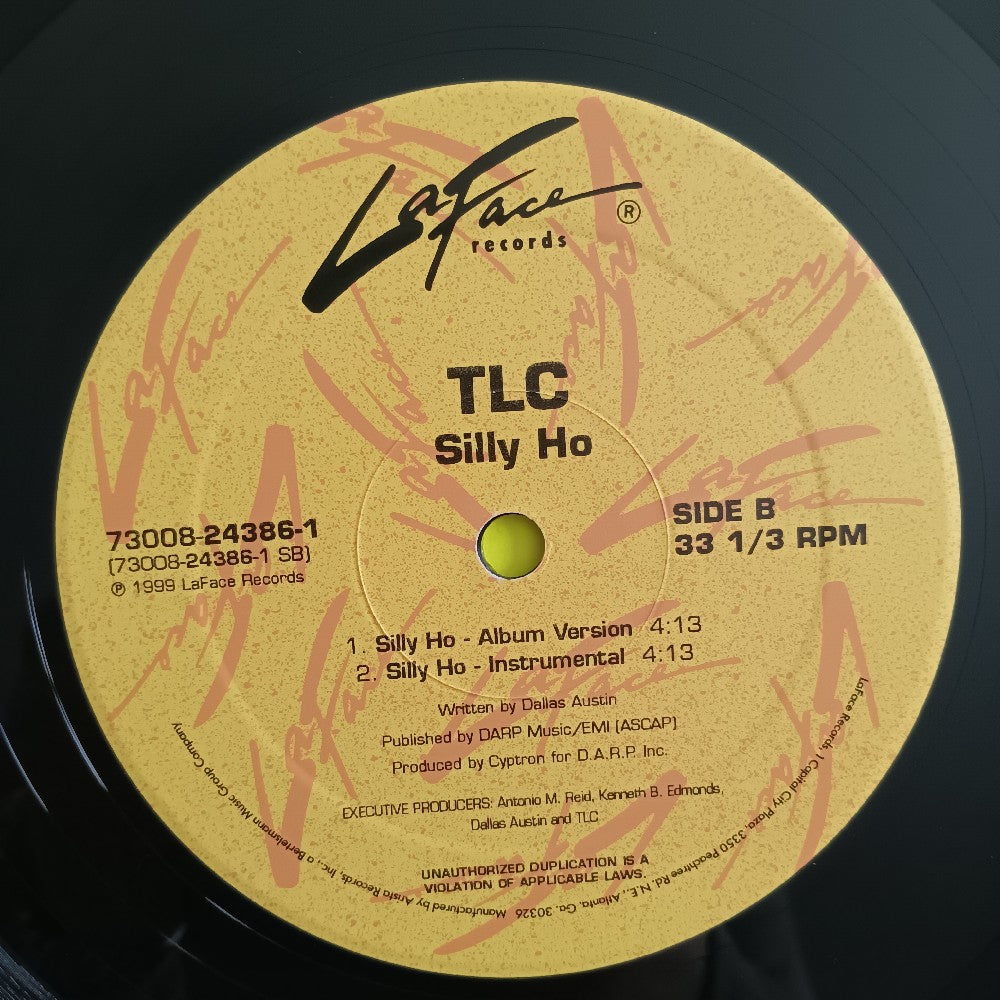 LaFace
records ®
TLC
Silly Ho
73008-24386-1
(73008-24386-1 SB)
℗ 1999 LaFace Records
SIDE B
33 1/3 RPM
1. Silly Ho - Album Version 4:13
2. Silly Ho - Instrumental 4:13
Written by Dallas Austin
Published by DARP Music/EMI (ASCAP)
Produced by Cyptron for D.A.R.P. Inc.
EXECUTIVE PRODUCERS: Antonio M. Reid, Kenneth B. Edmonds,
Dallas Austin and TLC
UNAUTHORIZED DUPLICATION IS A
VIOLATION OF APPLICABLE LAWS.
LaFace Records, 1 Capital City Plaza, 3350 Peachtree Rd. N.E., Atlanta, Ga. 30326 Manufactured by Arista Records, Inc., a Bertelsmann Music Group Company